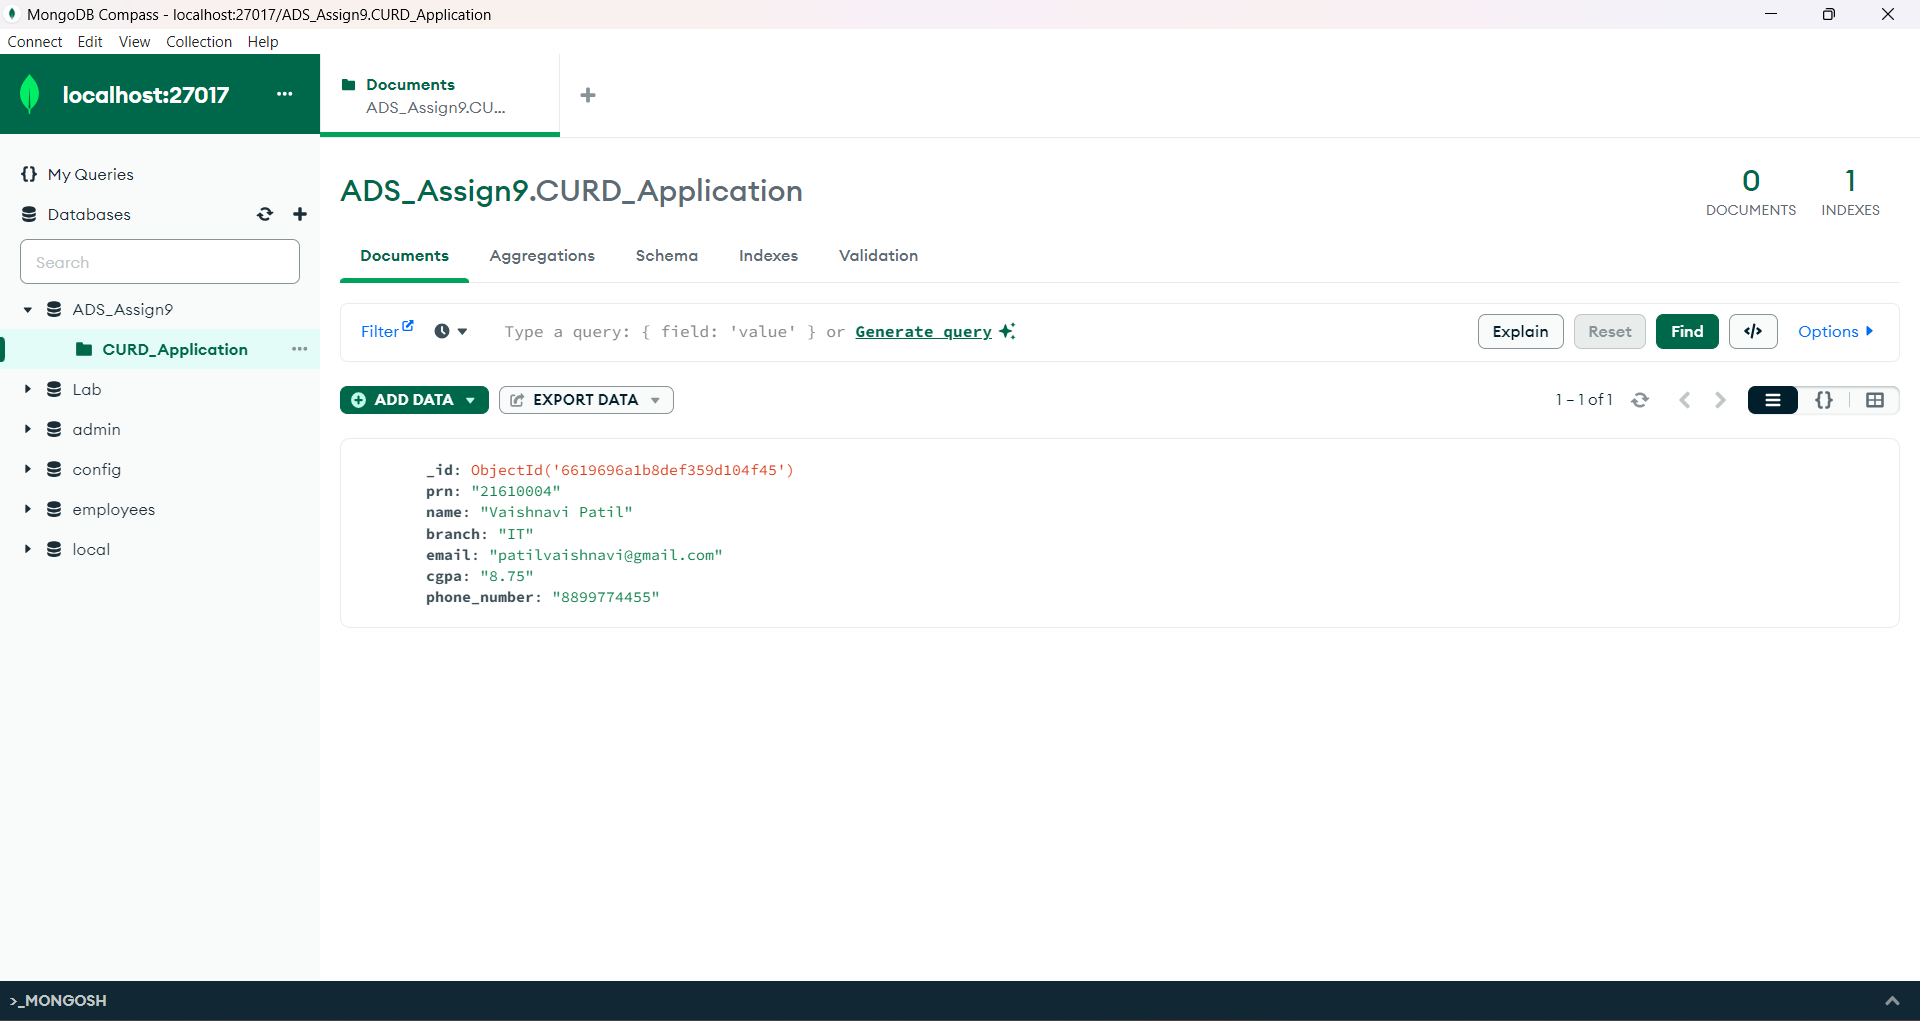 MongoDB Compass - localhost:27017/ADS_Assign9.CURD_Application
Connect Edit View Collection Help
localhost:27017 ...
Documents
ADS_Assign9.CU...
{} My Queries
Databases
Search
ADS_Assign9
CURD_Application ...
Lab
admin
config
employees
local
ADS_Assign9.CURD_Application
0
DOCUMENTS
1
INDEXES
Documents Aggregations Schema Indexes Validation
Filter Type a query: { field: 'value' } or Generate query Explain Reset Find </> Options
ADD DATA EXPORT DATA 1 – 1 of 1 {}
_id: ObjectId('6619696a1b8def359d104f45')
prn: "21610004"
name: "Vaishnavi Patil"
branch: "IT"
email: "patilvaishnavi@gmail.com"
cgpa: "8.75"
phone_number: "8899774455"
>_MONGOSH